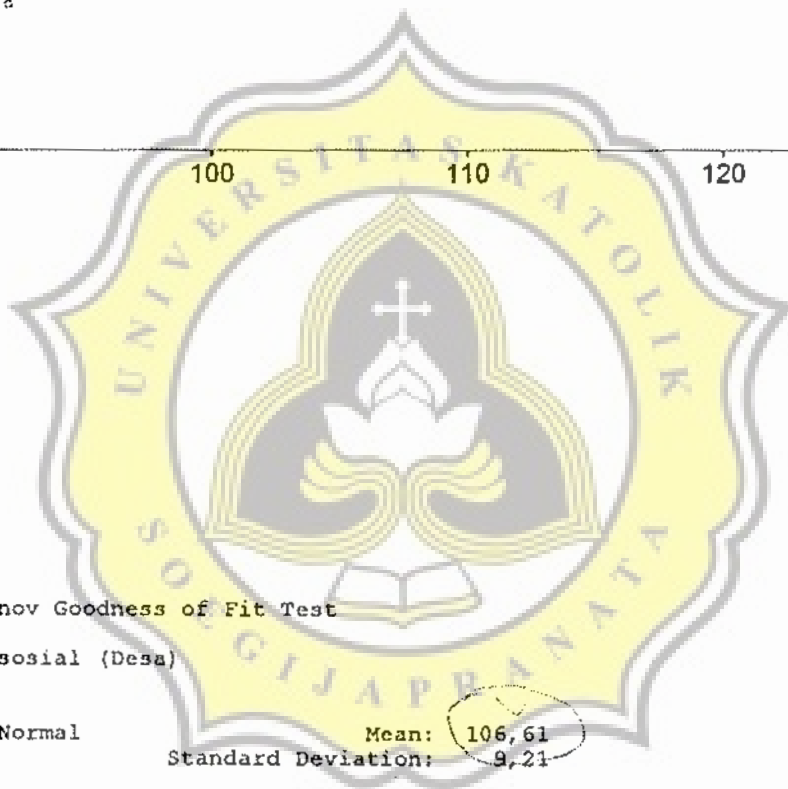 100 110 120
UNIVERSITAS KATOLIK
SOEGIJAPRANATA
nov Goodness of Fit Test
sosial (Desa)
Normal Mean: 106,61
Standard Deviation: 9,21